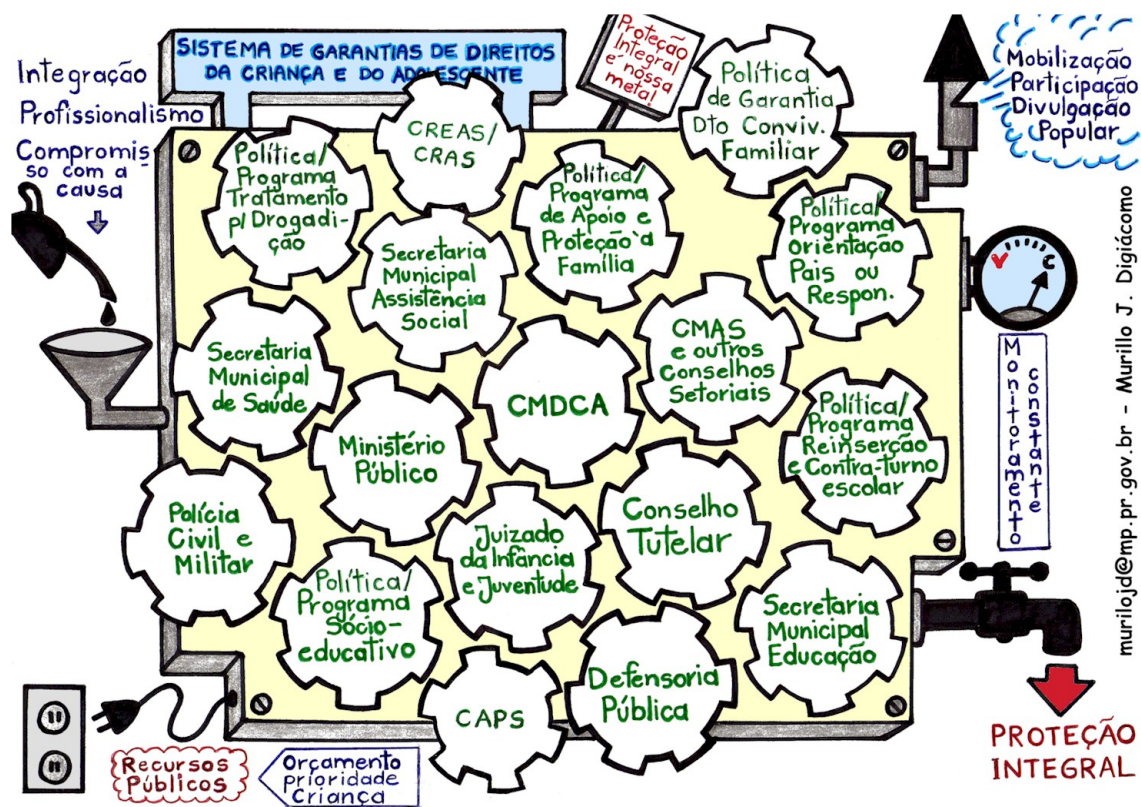 SISTEMA DE GARANTIAS DE DIREITOS
DA CRIANÇA E DO ADOLESCENTE
Proteção
Integral
é nossa
meta!
Integração
Profissionalismo
Compromis
so com a
causa
Mobilização
Participação
Divulgação
Popular
CREAS/
CRAS
Política
de Garantia
Dto Conviv.
Familiar
Política/
Programa
Tratamento
p/ Drogadi-
ção
Política/
Programa
de Apoio e
Proteção à
Família
Política/
Programa
Orientação
Pais ou
Respon.
Secretaria
Municipal
Assistência
Social
Secretaria
Municipal
de Saúde
CMDCA
CMAS
e outros
Conselhos
Setoriais
Monitoramento
constante
Ministério
Público
Política/
Programa
Reinserção
e Contra-turno
escolar
Polícia
Civil e
Militar
Juizado
da Infância
e Juventude
Conselho
Tutelar
Política/
Programa
Sócio-
educativo
Secretaria
Municipal
Educação
CAPS
Defensoria
Pública
Recursos
Públicos
Orçamento
prioridade
Criança
PROTEÇÃO
INTEGRAL
murilojd@mp.pr.gov.br - Murillo J. Digiácomo